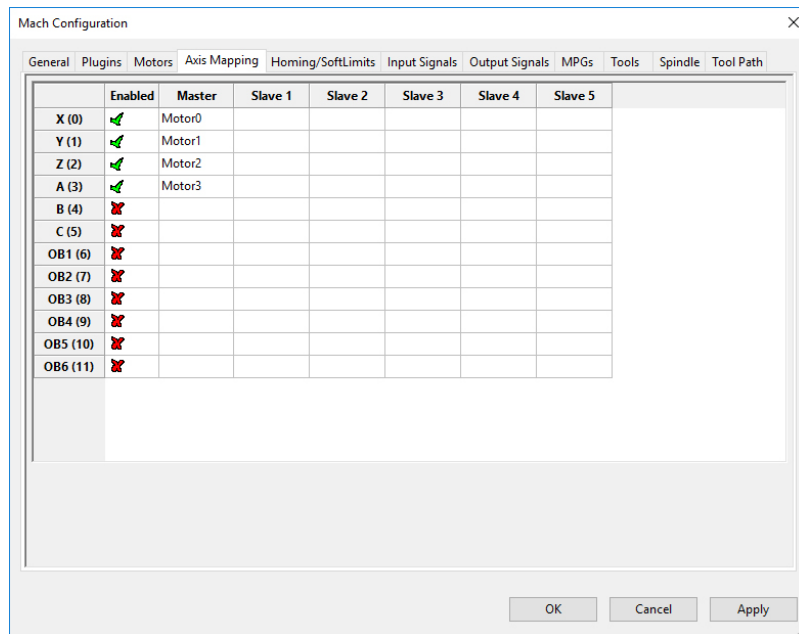 Mach Configuration
General Plugins Motors Axis Mapping Homing/SoftLimits Input Signals Output Signals MPGs Tools Spindle Tool Path
Enabled Master Slave 1 Slave 2 Slave 3 Slave 4 Slave 5
X (0) Motor0
Y (1) Motor1
Z (2) Motor2
A (3) Motor3
B (4)
C (5)
OB1 (6)
OB2 (7)
OB3 (8)
OB4 (9)
OB5 (10)
OB6 (11)
OK Cancel Apply